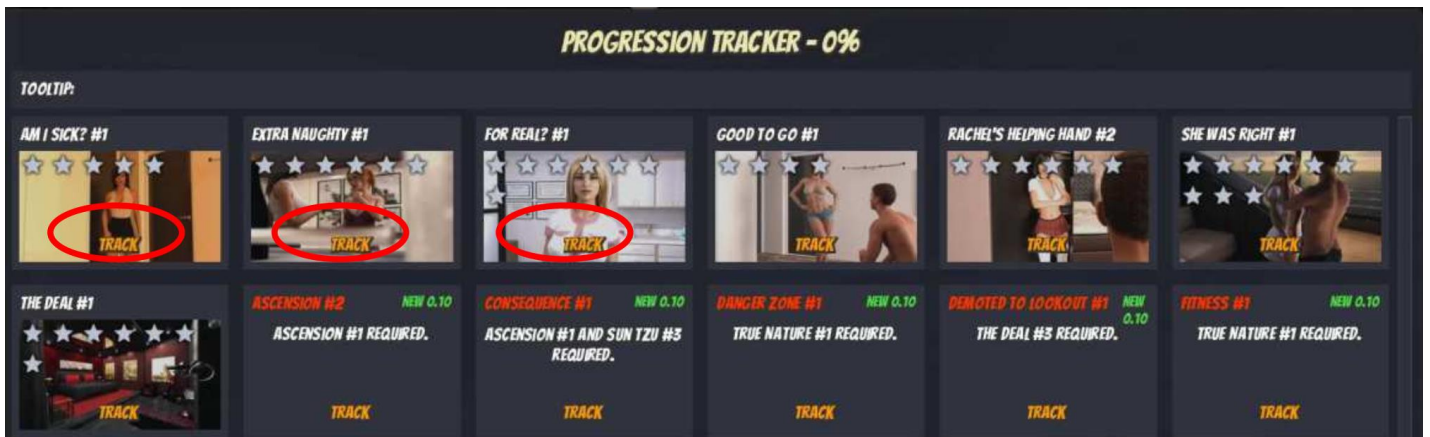 PROGRESSION TRACKER - 0%
TOOLTIP:
AM I SICK? #1
EXTRA NAUGHTY #1
FOR REAL? #1
GOOD TO GO #1
RACHEL'S HELPING HAND #2
SHE WAS RIGHT #1
TRACK
TRACK
TRACK
TRACK
TRACK
TRACK
THE DEAL #1
TRACK
ASCENSION #2
NEW 0.10
ASCENSION #1 REQUIRED.
TRACK
CONSEQUENCE #1
NEW 0.10
ASCENSION #1 AND SUN TZU #3
REQUIRED.
TRACK
DANGER ZONE #1
NEW 0.10
TRUE NATURE #1 REQUIRED.
TRACK
DEMOTED TO LOOKOUT #1
NEW
0.10
THE DEAL #3 REQUIRED.
TRACK
FITNESS #1
NEW 0.10
TRUE NATURE #1 REQUIRED.
TRACK